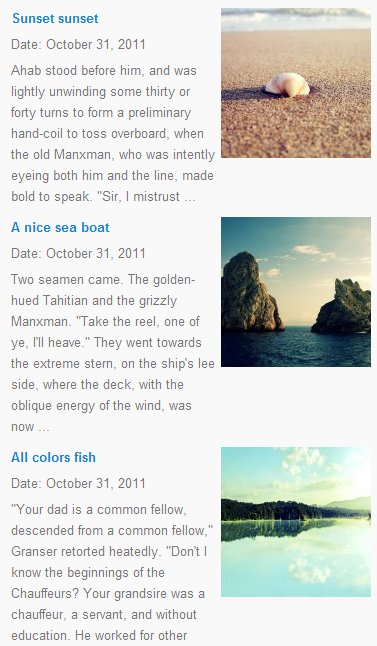 Sunset sunset
Date: October 31, 2011
Ahab stood before him, and was
lightly unwinding some thirty or
forty turns to form a preliminary
hand-coil to toss overboard, when
the old Manxman, who was intently
eyeing both him and the line, made
bold to speak. "Sir, I mistrust ...
A nice sea boat
Date: October 31, 2011
Two seamen came. The golden-
hued Tahitian and the grizzly
Manxman. "Take the reel, one of
ye, I'll heave." They went towards
the extreme stern, on the ship's lee
side, where the deck, with the
oblique energy of the wind, was
now ...
All colors fish
Date: October 31, 2011
"Your dad is a common fellow,
descended from a common fellow,"
Granser retorted heatedly. "Don't I
know the beginnings of the
Chauffeurs? Your grandsire was a
chauffeur, a servant, and without
education. He worked for other